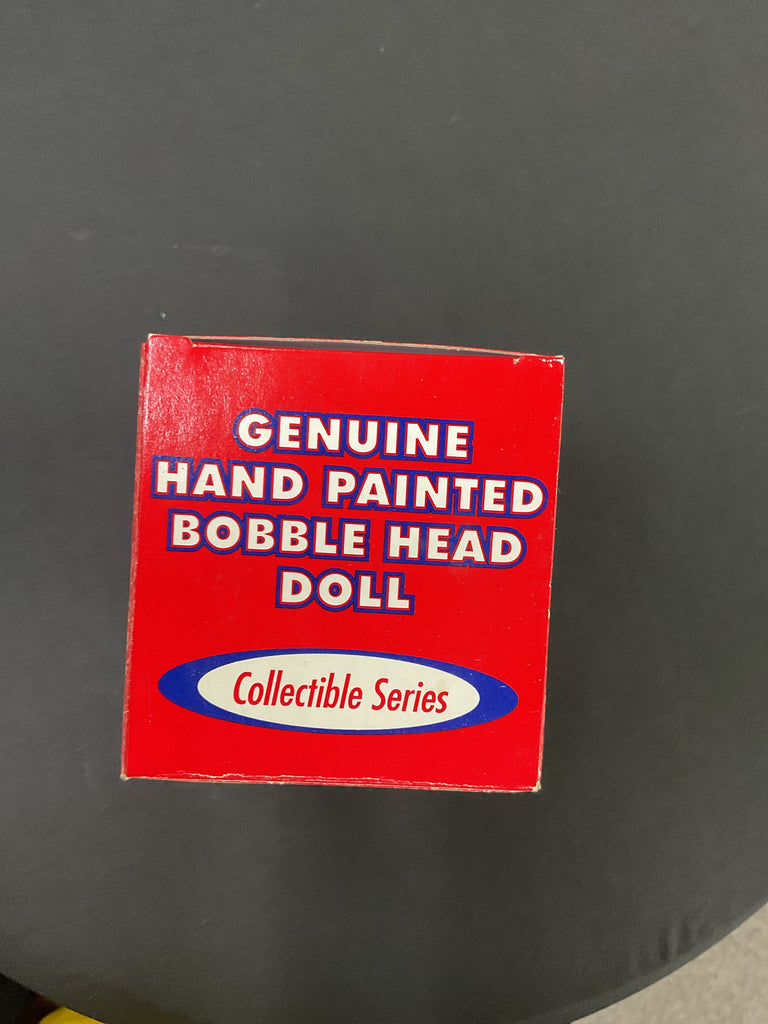 GENUINE
HAND PAINTED
BOBBLE HEAD
DOLL
Collectible Series